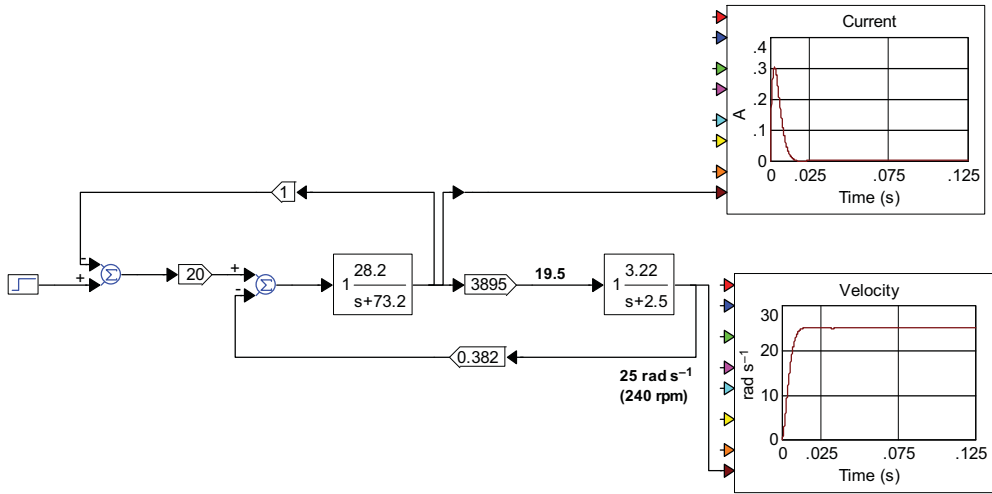 Current
.4
.3
.2
.1
0
A
0 .025 .075 .125
Time (s)
1
-
+
Σ
20
+
-
Σ
1 28.2
s+73.2
3895
19.5
1 3.22
s+2.5
0.382
25 rad s⁻¹
(240 rpm)
Velocity
30
20
10
0
rad s⁻¹
0 .025 .075 .125
Time (s)